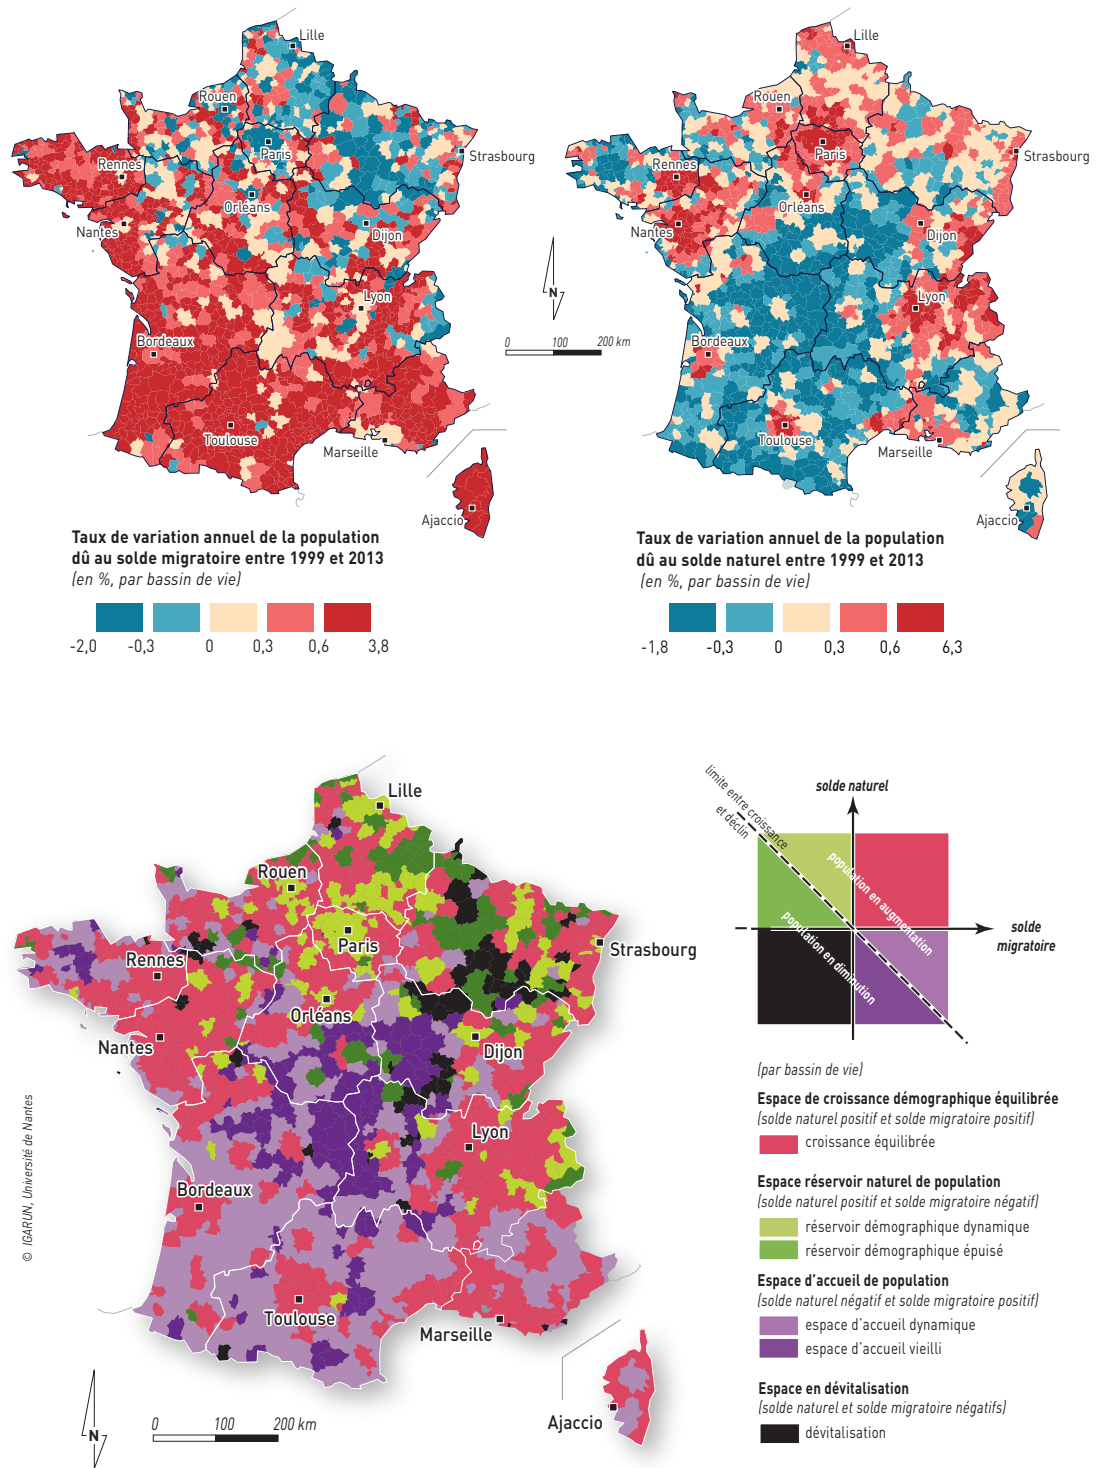 Lille
Rouen
Paris
Strasbourg
Rennes
Orléans
Nantes
Dijon
Lyon
Bordeaux
Toulouse
Marseille
Ajaccio
Taux de variation annuel de la population
dû au solde migratoire entre 1999 et 2013
(en %, par bassin de vie)
-2,0 -0,3 0 0,3 0,6 3,8
N
0 100 200 km
Lille
Rouen
Paris
Strasbourg
Rennes
Orléans
Nantes
Dijon
Lyon
Bordeaux
Toulouse
Marseille
Ajaccio
Taux de variation annuel de la population
dû au solde naturel entre 1999 et 2013
(en %, par bassin de vie)
-1,8 -0,3 0 0,3 0,6 6,3
Lille
Rouen
Paris
Strasbourg
Rennes
Orléans
Nantes
Dijon
Lyon
Bordeaux
Toulouse
Marseille
Ajaccio
N
0 100 200 km
© IGARUN, Université de Nantes
limite entre croissance
et déclin
solde naturel
population en augmentation
population en diminution
solde
migratoire
(par bassin de vie)
Espace de croissance démographique équilibrée
(solde naturel positif et solde migratoire positif)
croissance équilibrée
Espace réservoir naturel de population
(solde naturel positif et solde migratoire négatif)
réservoir démographique dynamique
réservoir démographique épuisé
Espace d'accueil de population
(solde naturel négatif et solde migratoire positif)
espace d'accueil dynamique
espace d'accueil vieilli
Espace en dévitalisation
(solde naturel et solde migratoire négatifs)
dévitalisation